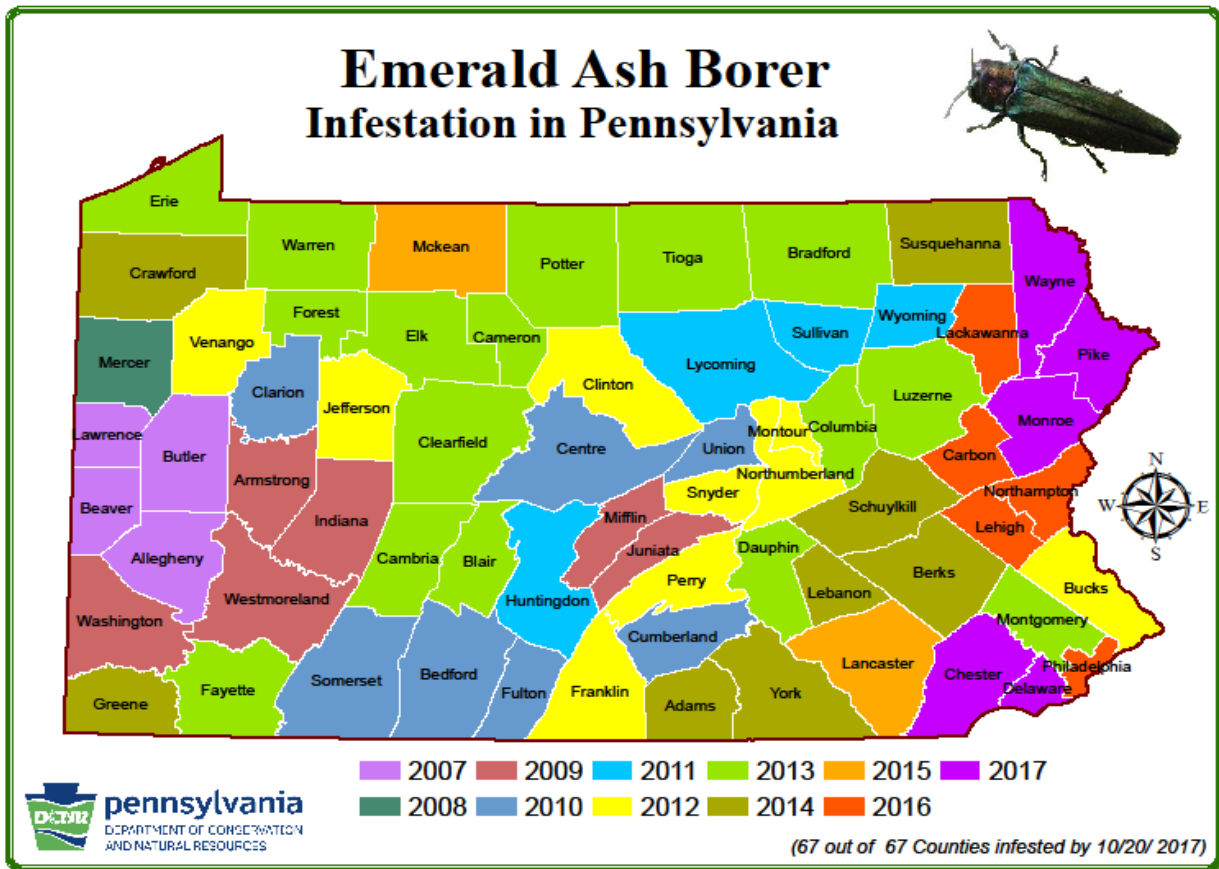 Emerald Ash Borer
Infestation in Pennsylvania
Erie
Warren
Mckean
Potter
Tioga
Bradford
Susquehanna
Wayne
Crawford
Forest
Elk
Cameron
Sullivan
Wyoming
Lackawanna
Pike
Mercer
Venango
Clarion
Jefferson
Clinton
Lycoming
Luzerne
Monroe
Lawrence
Butler
Clearfield
Centre
Union
Montour
Columbia
Carbon
Northumberland
Armstrong
Snyder
Northampton
N
W
E
S
Beaver
Indiana
Mifflin
Schuylkill
Lehigh
Allegheny
Cambria
Blair
Juniata
Dauphin
Berks
Bucks
Westmoreland
Huntingdon
Perry
Lebanon
Washington
Cumberland
Montgomery
Greene
Fayette
Somerset
Bedford
Fulton
Franklin
Adams
York
Lancaster
Chester
Delaware
Philadelphia
2007 2009 2011 2013 2015 2017
2008 2010 2012 2014 2016
DCNR
pennsylvania
DEPARTMENT OF CONSERVATION
AND NATURAL RESOURCES
(67 out of 67 Counties infested by 10/20/ 2017)